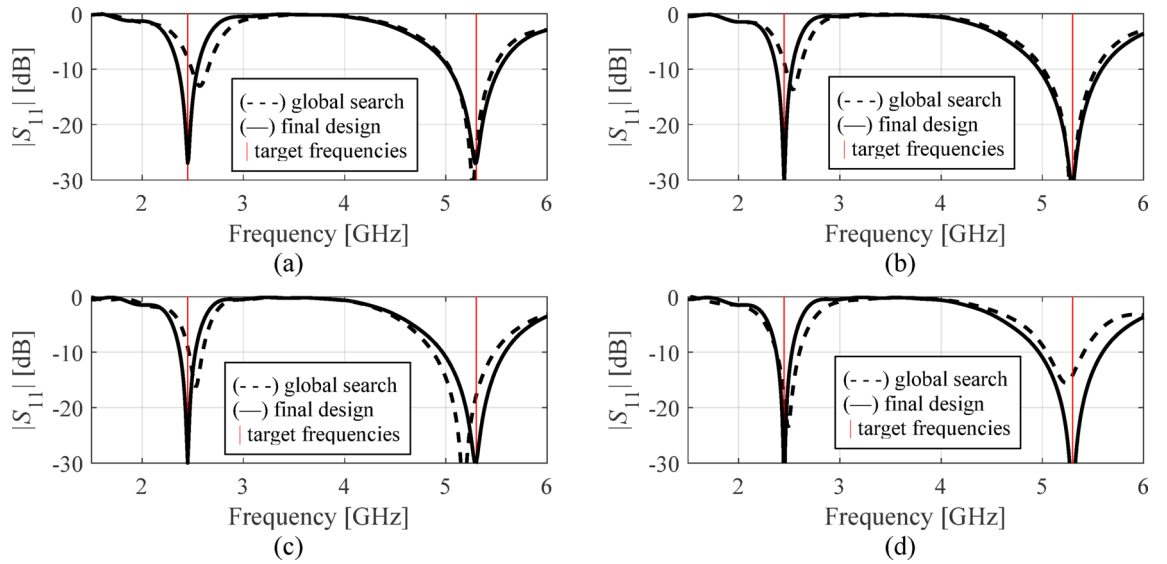 0
-10
-20
-30
|S11| [dB]
(---) global search
(—) final design
| target frequencies
2 3 4 5 6
Frequency [GHz]
(a)
0
-10
-20
-30
|S11| [dB]
(---) global search
(—) final design
| target frequencies
2 3 4 5 6
Frequency [GHz]
(b)
0
-10
-20
-30
|S11| [dB]
(---) global search
(—) final design
| target frequencies
2 3 4 5 6
Frequency [GHz]
(c)
0
-10
-20
-30
|S11| [dB]
(---) global search
(—) final design
| target frequencies
2 3 4 5 6
Frequency [GHz]
(d)